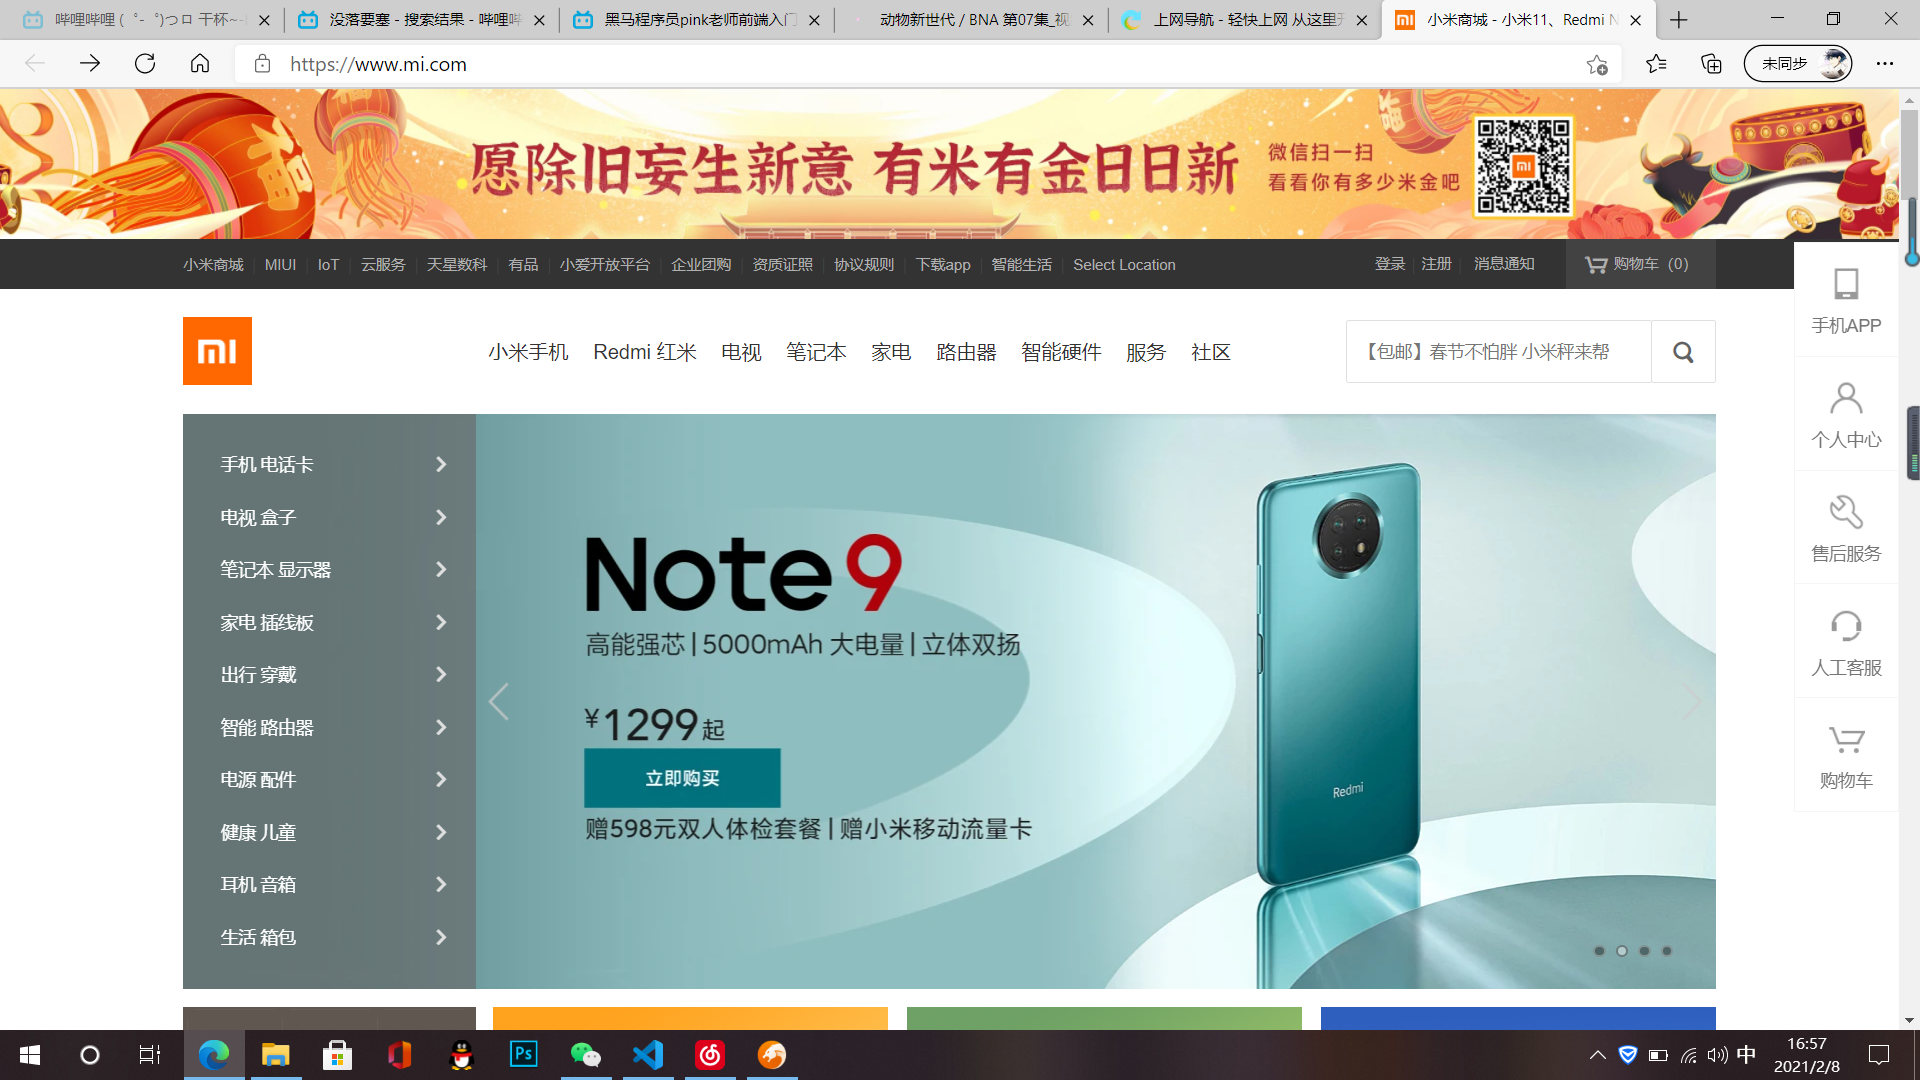 哔哩哔哩 (゜-゜)つロ 干杯~-
没落要塞 - 搜索结果 - 哔哩哔
黑马程序员pink老师前端入门
动物新世代 / BNA 第07集_视
上网导航 - 轻快上网 从这里开
小米商城 - 小米11、Redmi N
https://www.mi.com
未同步
愿除旧妄生新意 有米有金日日新
微信扫一扫
看看你有多少米金吧
小米商城 MIUI IoT 云服务 天星数科 有品 小爱开放平台 企业团购 资质证照 协议规则 下载app 智能生活 Select Location
登录 注册 消息通知 购物车 (0)
小米手机 Redmi 红米 电视 笔记本 家电 路由器 智能硬件 服务 社区
【包邮】春节不怕胖 小米秤来帮
手机 电话卡
电视 盒子
笔记本 显示器
家电 插线板
出行 穿戴
智能 路由器
电源 配件
健康 儿童
耳机 音箱
生活 箱包
Note 9
高能强芯 | 5000mAh 大电量 | 立体双扬
¥1299起
立即购买
赠598元双人体检套餐 | 赠小米移动流量卡
Redmi
手机APP
个人中心
售后服务
人工客服
购物车
Ps
中
16:57
2021/2/8